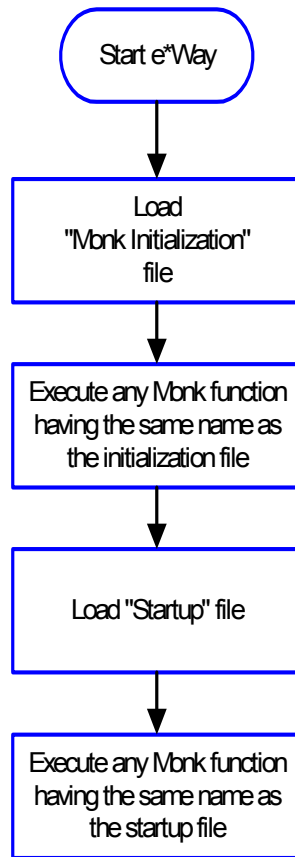 Start e*Way
Load
"Monk Initialization"
file
Execute any Monk function
having the same name as
the initialization file
Load "Startup" file
Execute any Monk function
having the same name as
the startup file